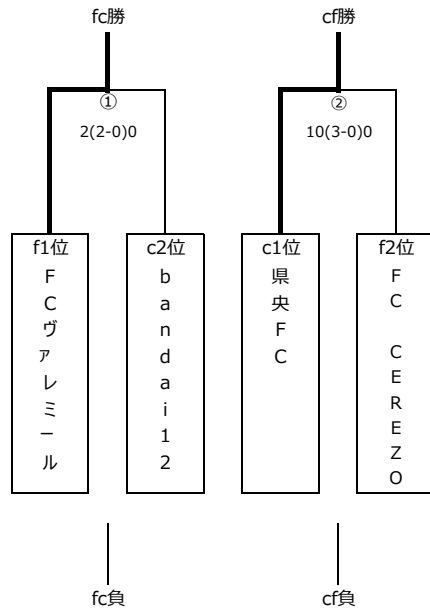 fc勝
cf勝
①
②
2(2-0)0
10(3-0)0
f1位
FCヴァレミール
c2位
bandai12
c1位
県央FC
f2位
FC CEREZO
fc負
cf負